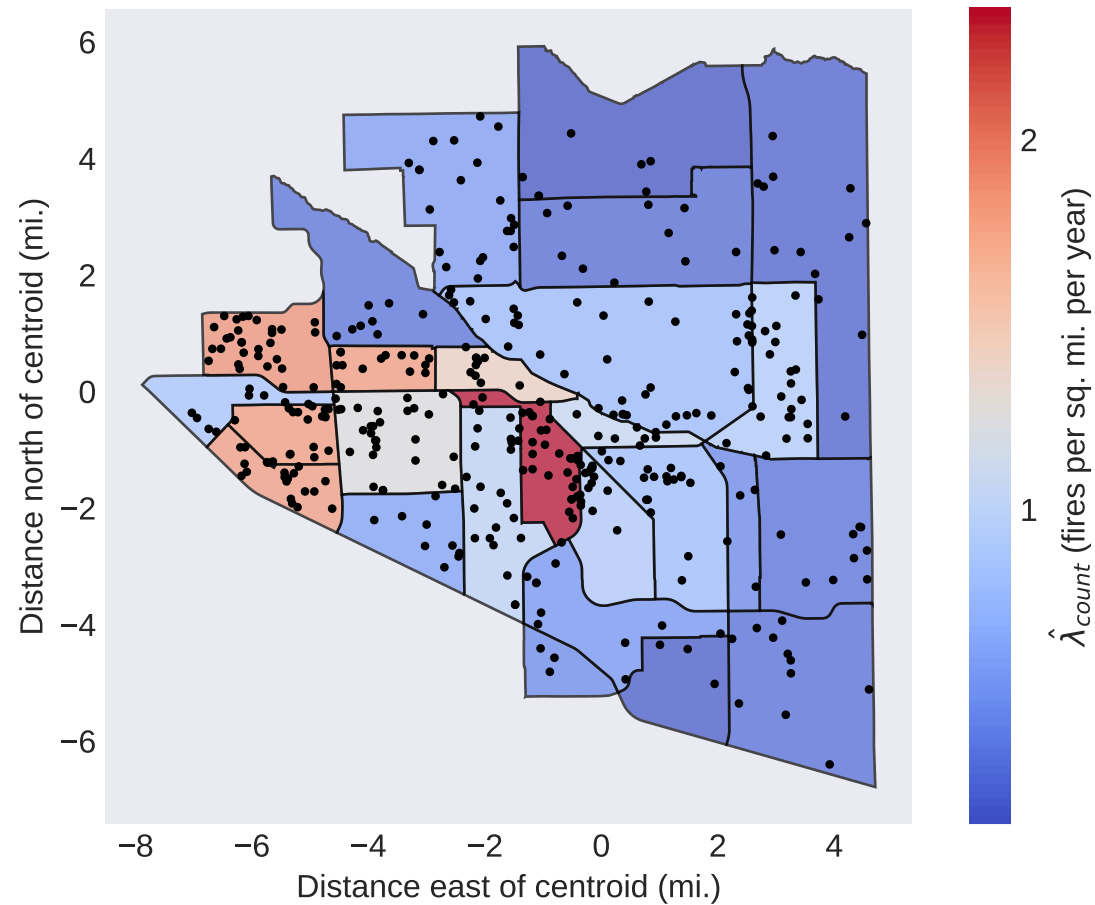 6
4
2
0
−2
−4
−6
Distance north of centroid (mi.)
−8 −6 −4 −2 0 2 4
Distance east of centroid (mi.)
2
1
λ̂count (fires per sq. mi. per year)